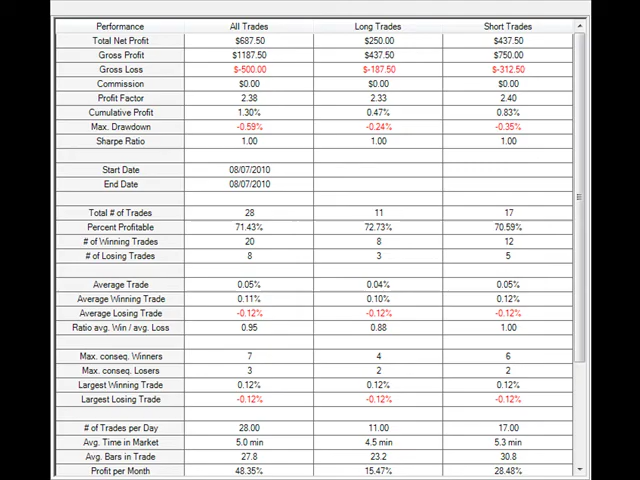 Performance All Trades Long Trades Short Trades
Total Net Profit $687.50 $250.00 $437.50
Gross Profit $1187.50 $437.50 $750.00
Gross Loss $-500.00 $-187.50 $-312.50
Commission $0.00 $0.00 $0.00
Profit Factor 2.38 2.33 2.40
Cumulative Profit 1.30% 0.47% 0.83%
Max. Drawdown -0.59% -0.24% -0.35%
Sharpe Ratio 1.00 1.00 1.00
Start Date 08/07/2010
End Date 08/07/2010
Total # of Trades 28 11 17
Percent Profitable 71.43% 72.73% 70.59%
# of Winning Trades 20 8 12
# of Losing Trades 8 3 5
Average Trade 0.05% 0.04% 0.05%
Average Winning Trade 0.11% 0.10% 0.12%
Average Losing Trade -0.12% -0.12% -0.12%
Ratio avg. Win / avg. Loss 0.95 0.88 1.00
Max. conseq. Winners 7 4 6
Max. conseq. Losers 3 2 2
Largest Winning Trade 0.12% 0.12% 0.12%
Largest Losing Trade -0.12% -0.12% -0.12%
# of Trades per Day 28.00 11.00 17.00
Avg. Time in Market 5.0 min 4.5 min 5.3 min
Avg. Bars in Trade 27.8 23.2 30.8
Profit per Month 48.35% 15.47% 28.48%